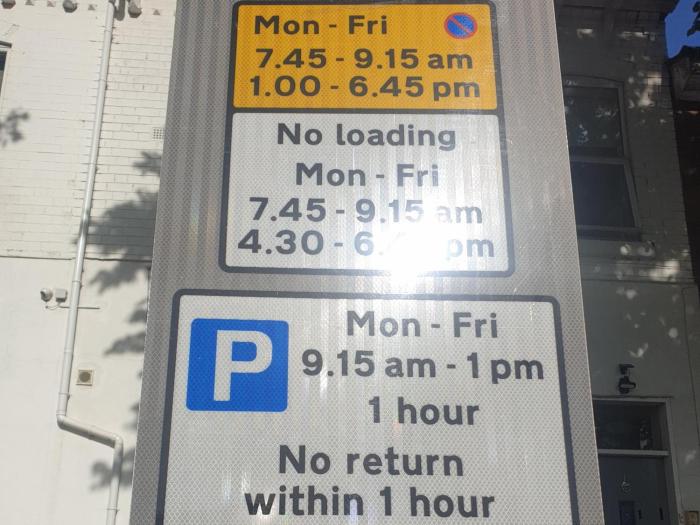 Mon - Fri
7.45 - 9.15 am
1.00 - 6.45 pm
No loading
Mon - Fri
7.45 - 9.15 am
4.30 - 6. pm
P
Mon - Fri
9.15 am - 1 pm
1 hour
No return
within 1 hour